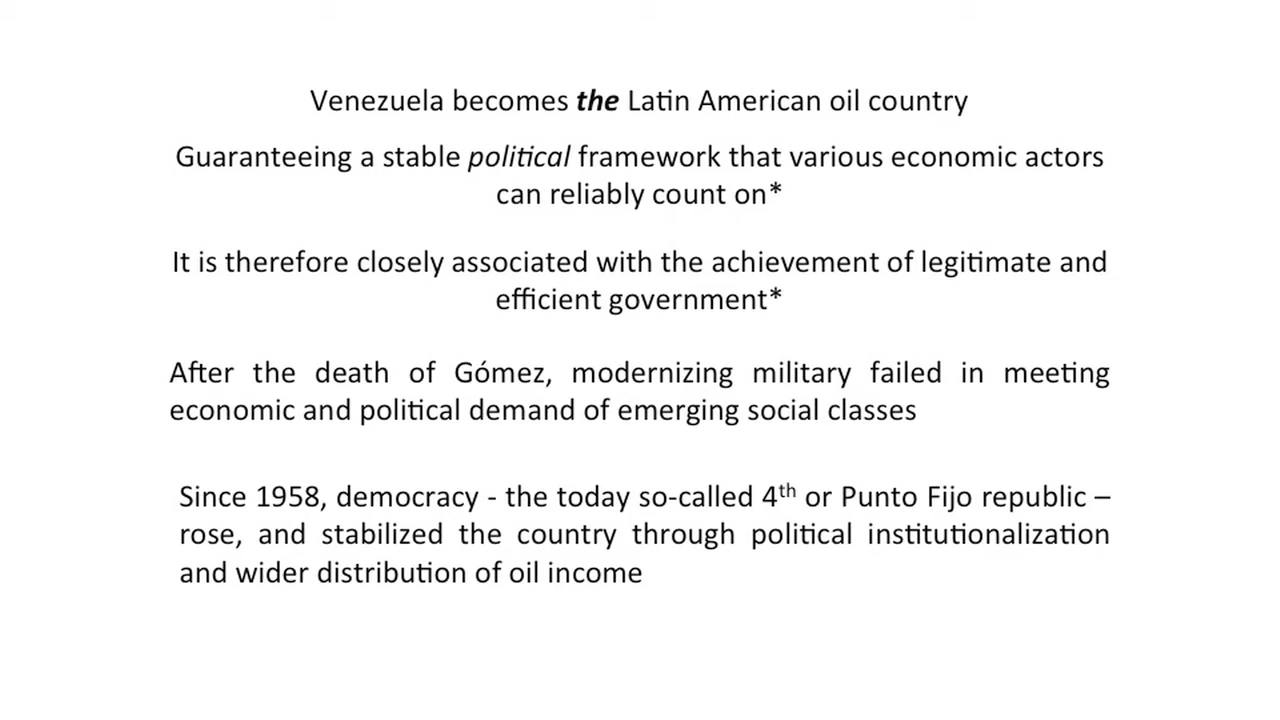 Venezuela becomes the Latin American oil country
Guaranteeing a stable political framework that various economic actors
can reliably count on*
It is therefore closely associated with the achievement of legitimate and
efficient government*
After the death of Gómez, modernizing military failed in meeting
economic and political demand of emerging social classes
Since 1958, democracy - the today so-called 4th or Punto Fijo republic –
rose, and stabilized the country through political institutionalization
and wider distribution of oil income